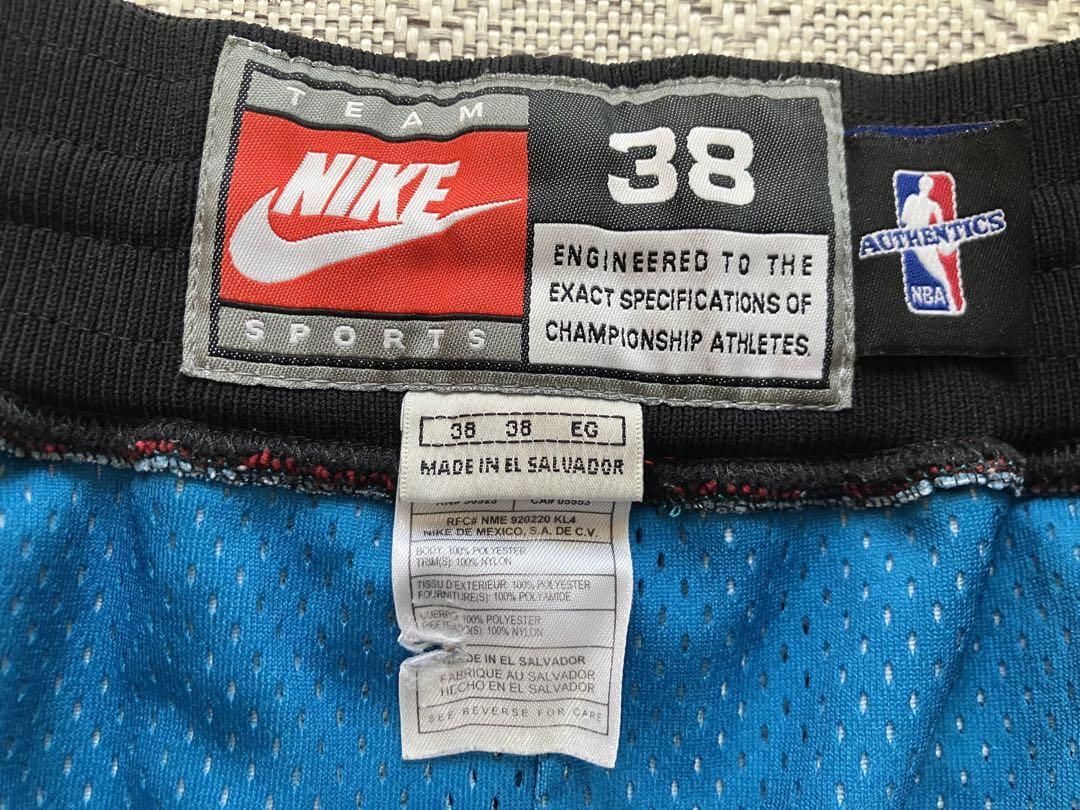 TEAM
NIKE
SPORTS
38
ENGINEERED TO THE
EXACT SPECIFICATIONS OF
CHAMPIONSHIP ATHLETES.
AUTHENTICS
NBA
38 38 EG
MADE IN EL SALVADOR
RFC# NME 920220 KL4
NIKE DE MEXICO, S.A. DE C.V.
BODY: 100% POLYESTER
TRIM(S): 100% NYLON
TISSU D'EXTERIEUR: 100% POLYESTER
FOURNITURE(S): 100% POLYAMIDE
CUERPO: 100% POLYESTER
100% NYLON
DE IN EL SALVADOR
FABRIQUE AU SALVADOR
HECHO EN EL SALVADOR
SEE REVERSE FOR CARE